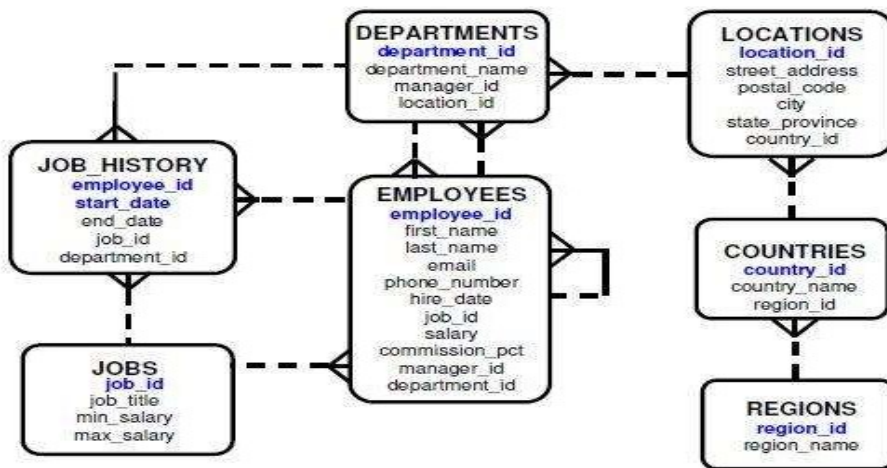 DEPARTMENTS
department_id
department_name
manager_id
location_id
LOCATIONS
location_id
street_address
postal_code
city
state_province
country_id
JOB_HISTORY
employee_id
start_date
end_date
job_id
department_id
EMPLOYEES
employee_id
first_name
last_name
email
phone_number
hire_date
job_id
salary
commission_pct
manager_id
department_id
COUNTRIES
country_id
country_name
region_id
JOBS
job_id
job_title
min_salary
max_salary
REGIONS
region_id
region_name